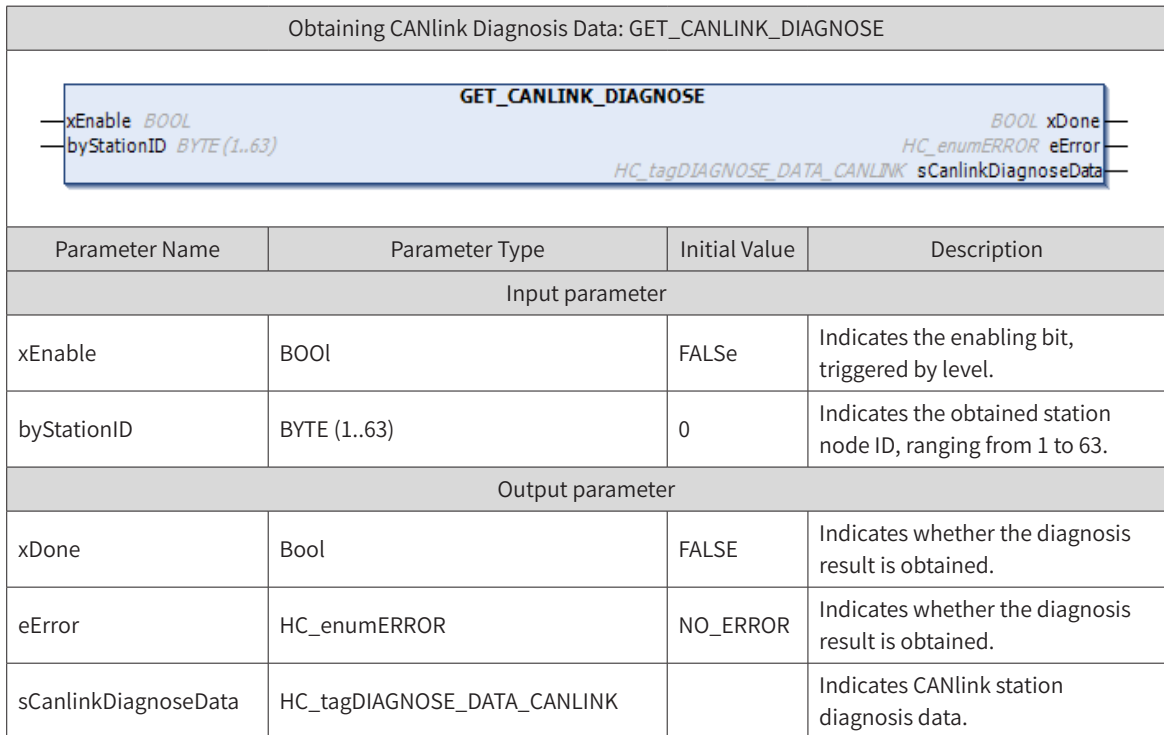 Obtaining CANlink Diagnosis Data: GET_CANLINK_DIAGNOSE
GET_CANLINK_DIAGNOSE
xEnable BOOL
BOOL xDone
byStationID BYTE (1..63)
HC_enumERROR eError
HC_tagDIAGNOSE_DATA_CANLINK sCanlinkDiagnoseData
Parameter Name Parameter Type Initial Value Description
Input parameter
xEnable BOOl FALSe Indicates the enabling bit,
triggered by level.
byStationID BYTE (1..63) 0 Indicates the obtained station
node ID, ranging from 1 to 63.
Output parameter
xDone Bool FALSE Indicates whether the diagnosis
result is obtained.
eError HC_enumERROR NO_ERROR Indicates whether the diagnosis
result is obtained.
sCanlinkDiagnoseData HC_tagDIAGNOSE_DATA_CANLINK Indicates CANlink station
diagnosis data.